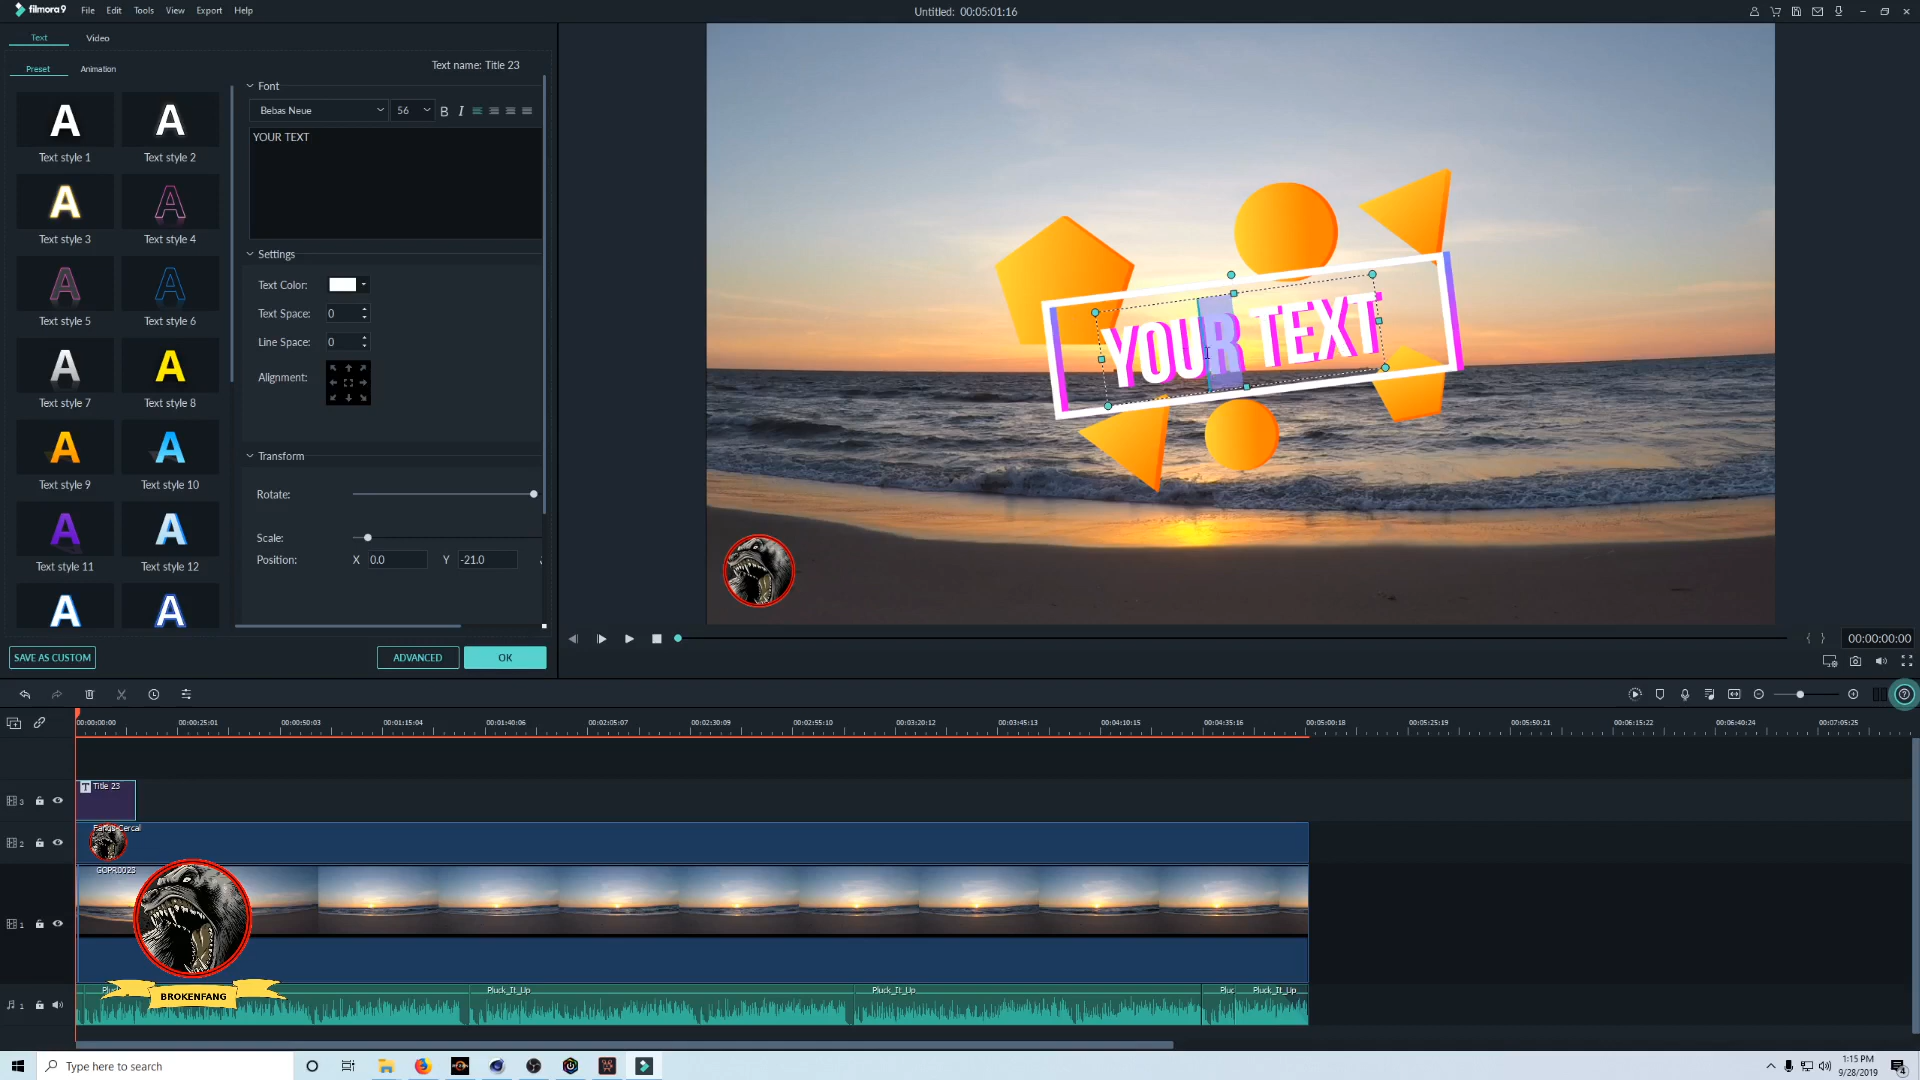 filmora9 File Edit Tools View Export Help
Untitled: 00:05:01:16
Text Video
Preset Animation
Text name: Title 23
Font
Bebas Neue 56 B I
YOUR TEXT
A A
Text style 1 Text style 2
A A
Text style 3 Text style 4
A A
Text style 5 Text style 6
A A
Text style 7 Text style 8
A A
Text style 9 Text style 10
A A
Text style 11 Text style 12
A A
Settings
Text Color:
Text Space: 0
Line Space: 0
Alignment:
Transform
Rotate:
Scale:
Position: X 0.0 Y -21.0
SAVE AS CUSTOM ADVANCED OK
YOUR TEXT
00:00:00:00
00:00:00:00 00:00:25:01 00:00:50:03 00:01:15:04 00:01:40:06 00:02:05:07 00:02:30:09 00:02:55:10 00:03:20:12 00:03:45:13 00:04:10:15 00:04:35:16 00:05:00:18 00:05:25:19 00:05:50:21 00:06:15:22 00:06:40:24 00:07:05:25
3 T Title 23
2 Fangs-Cercal
1 GOPR0023
BROKENFANG
1 Pluck_It_Up Pluck_It_Up Pluc Pluck_It_Up
Type here to search
1:15 PM
9/28/2019
4